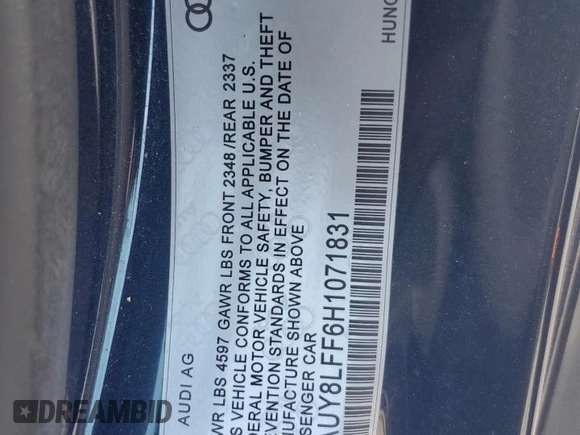 AUDI AG
WR LBS 4597 GAWR LBS FRONT 2348 /REAR 2337
S VEHICLE CONFORMS TO ALL APPLICABLE U.S.
ERAL MOTOR VEHICLE SAFETY, BUMPER AND THEFT
VENTION STANDARDS IN EFFECT ON THE DATE OF
NUFACTURE SHOWN ABOVE
SENGER CAR
AUY8LFF6H1071831
HUNG
DREAMBID